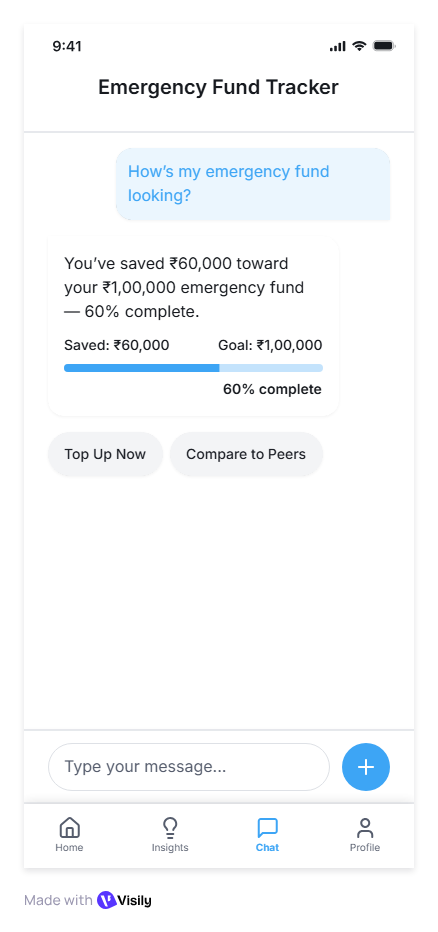 9:41
Emergency Fund Tracker
How’s my emergency fund
looking?
You’ve saved ₹60,000 toward
your ₹1,00,000 emergency fund
— 60% complete.
Saved: ₹60,000 Goal: ₹1,00,000
60% complete
Top Up Now Compare to Peers
Type your message...
Home Insights Chat Profile
Made with Visily